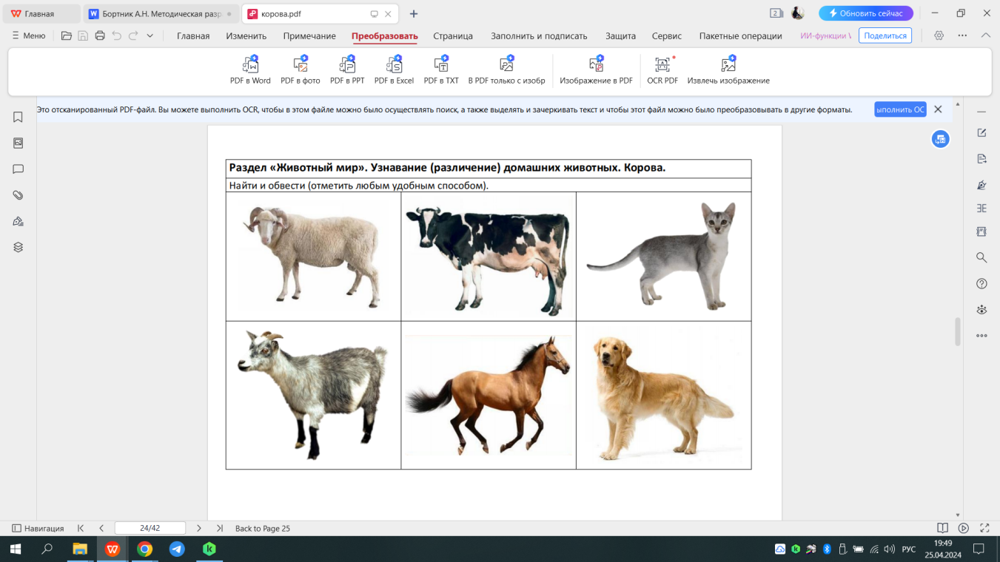 Главная
Бортник А.Н. Методическая разр
корова.pdf
2
Обновить сейчас
Меню
Главная
Изменить
Примечание
Преобразовать
Страница
Заполнить и подписать
Защита
Сервис
Пакетные операции
ИИ-функции
Поделиться
PDF в Word
PDF в фото
PDF в PPT
PDF в Excel
PDF в TXT
В PDF только с изобр
Изображение в PDF
OCR PDF
Извлечь изображение
Это отсканированный PDF-файл. Вы можете выполнить OCR, чтобы в этом файле можно было осуществлять поиск, а также выделять и зачеркивать текст и чтобы этот файл можно было преобразовывать в другие форматы.
ыполнить ОС
Раздел «Животный мир». Узнавание (различение) домашних животных. Корова.
Найти и обвести (отметить любым удобным способом).
Навигация
24/42
Back to Page 25
РУС
19:49
25.04.2024